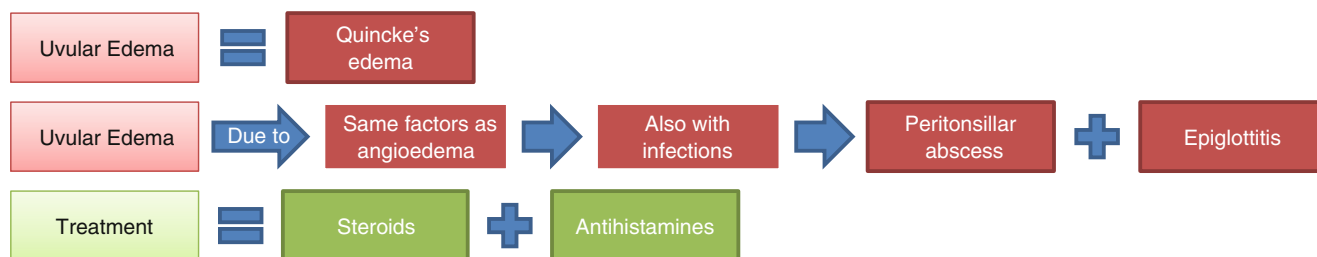 Uvular Edema
Quincke's
edema
Uvular Edema
Due to
Same factors as
angioedema
Also with
infections
Peritonsillar
abscess
Epiglottitis
Treatment
Steroids
Antihistamines